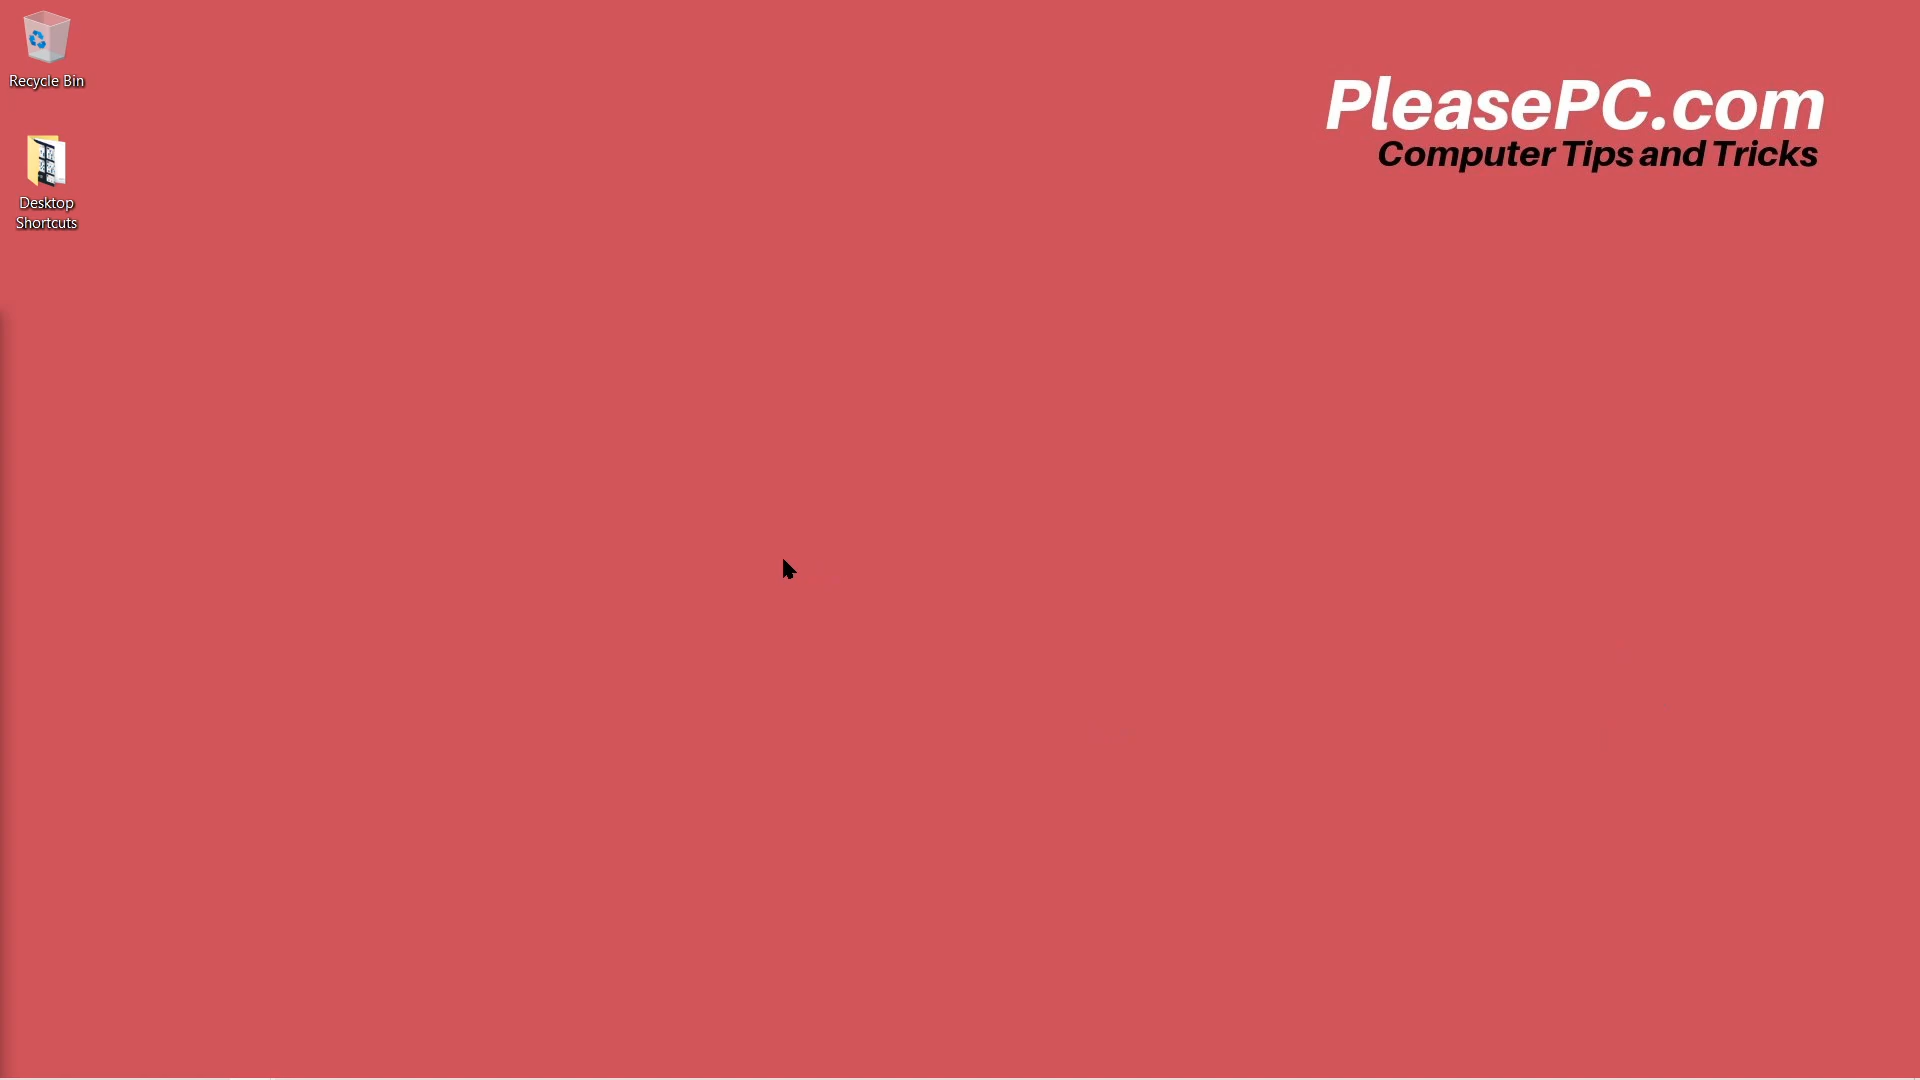 Recycle Bin
Desktop
Shortcuts
PleasePC.com
Computer Tips and Tricks